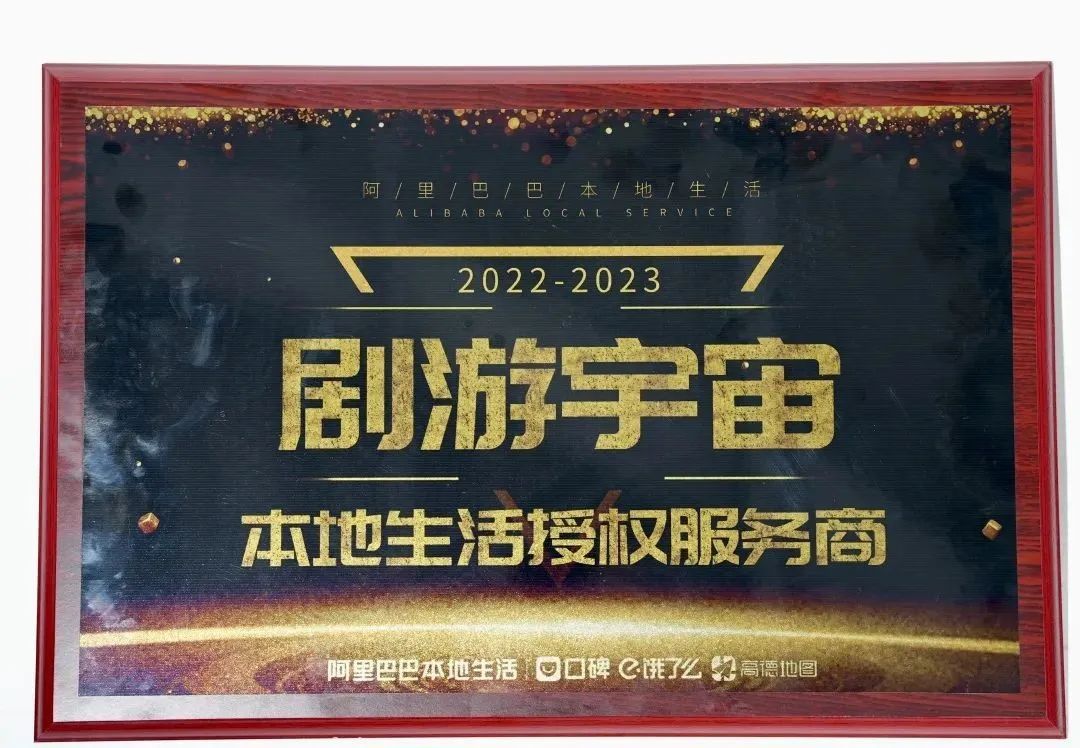 阿/里/巴/巴/本/地/生/活
ALIBABA LOCAL SERVICE
2022-2023
剧游宇宙
本地生活授权服务商
阿里巴巴本地生活 口碑 饿了么 高德地图